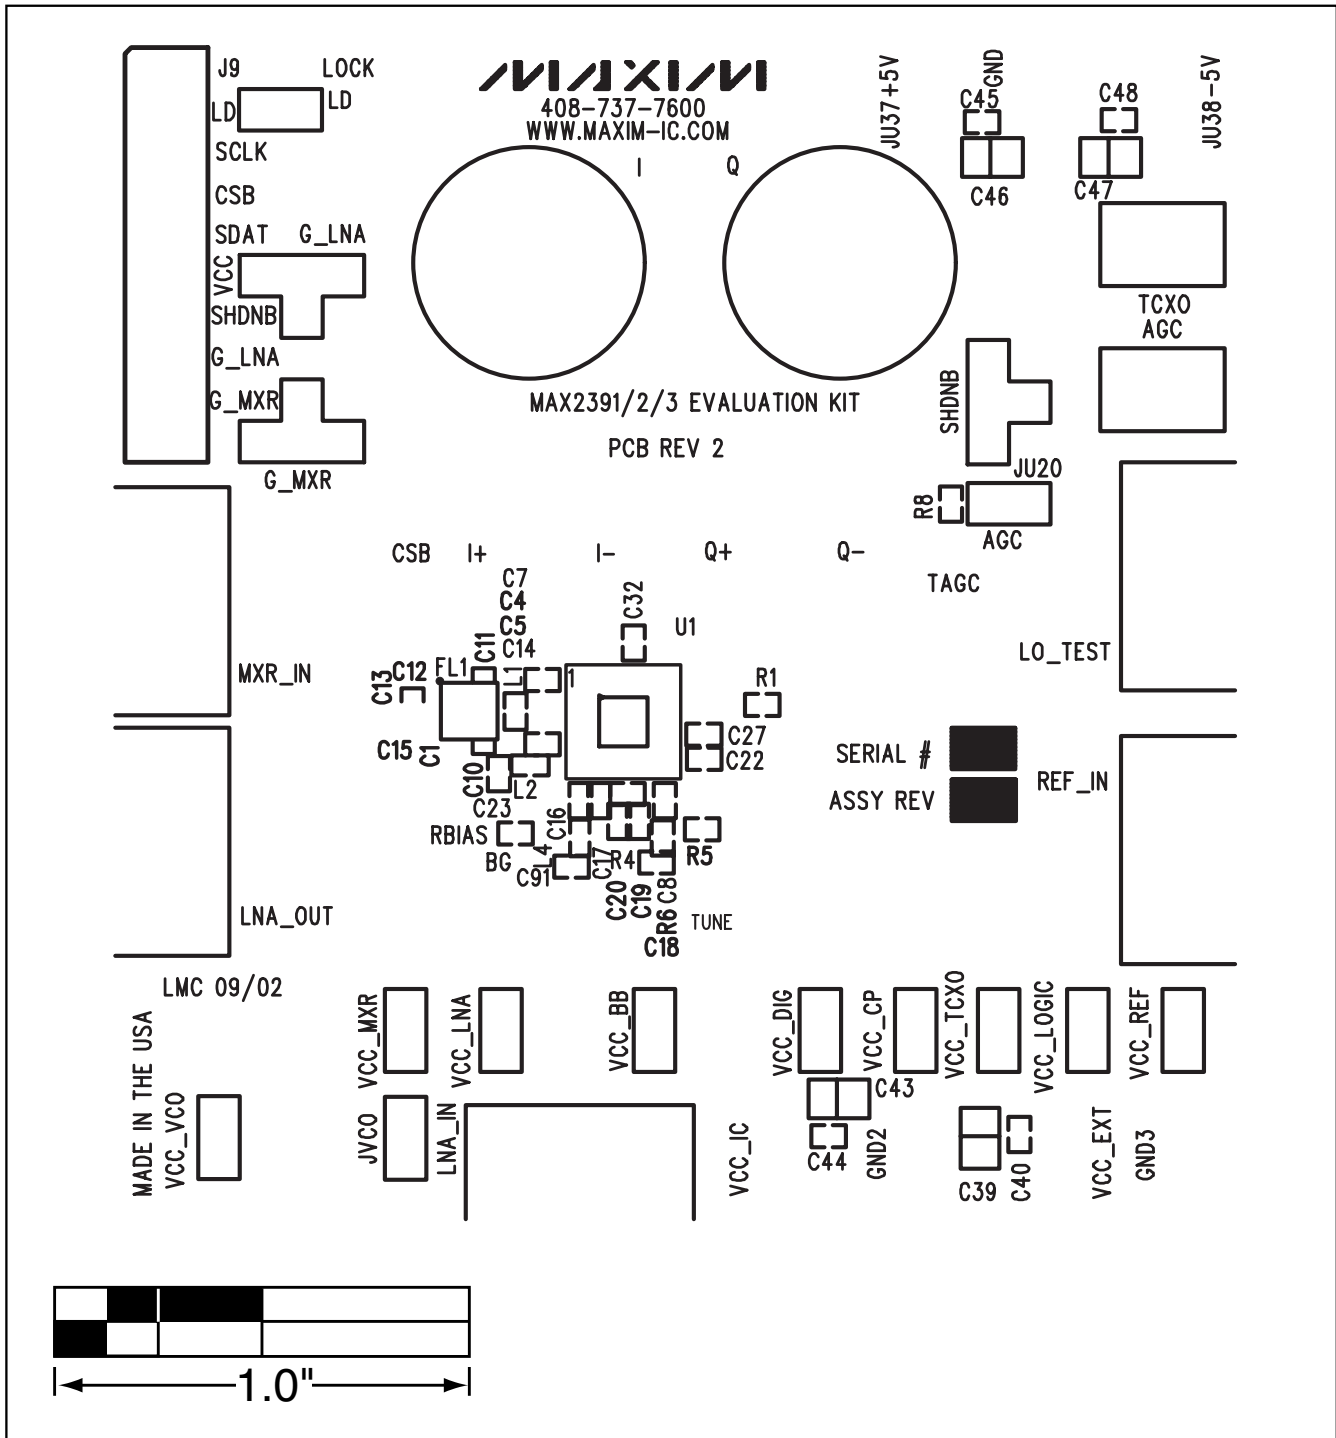 J9
LOCK
LD
LD
SCLK
CSB
SDAT
G_LNA
VCC
SHDNB
G_LNA
G_MXR
G_MXR
MAXIM
408-737-7600
WWW.MAXIM-IC.COM
I
Q
JU37+5V
GND
C45
C46
C48
C47
JU38-5V
TCXO
AGC
MAX2391/2/3 EVALUATION KIT
PCB REV 2
SHDNB
JU20
R8
AGC
TAGC
CSB
I+
I-
Q+
Q-
C7
C4
C5
C14
C32
U1
LO_TEST
MXR_IN
C13
C12
FL1
C11
L1
1
R1
C15
C1
C10
L2
C27
C22
SERIAL #
ASSY REV
REF_IN
C23
RBIAS
BG
C16
L4
C91
C17
R4
R5
C20
C19
C8
R6
C18
TUNE
LNA_OUT
LMC 09/02
MADE IN THE USA
VCC_VCO
VCC_MXR
VCC_LNA
VCC_BB
VCC_DIG
VCC_CP
VCC_TCXO
VCC_LOGIC
VCC_REF
JVCO
LNA_IN
VCC_IC
C43
C44
GND2
C39
C40
VCC_EXT
GND3
1.0"